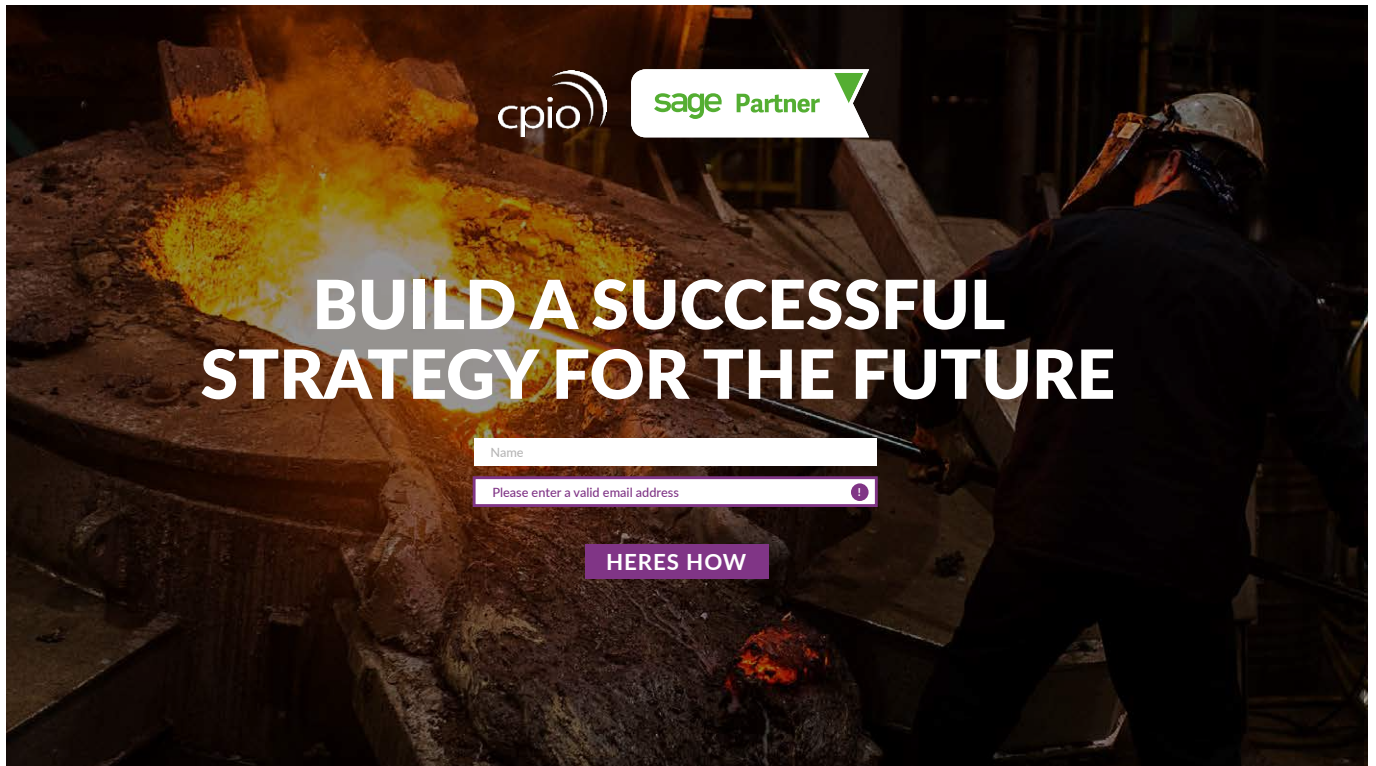 cpio
sage Partner
BUILD A SUCCESSFUL
STRATEGY FOR THE FUTURE
Name
Please enter a valid email address
!
HERES HOW